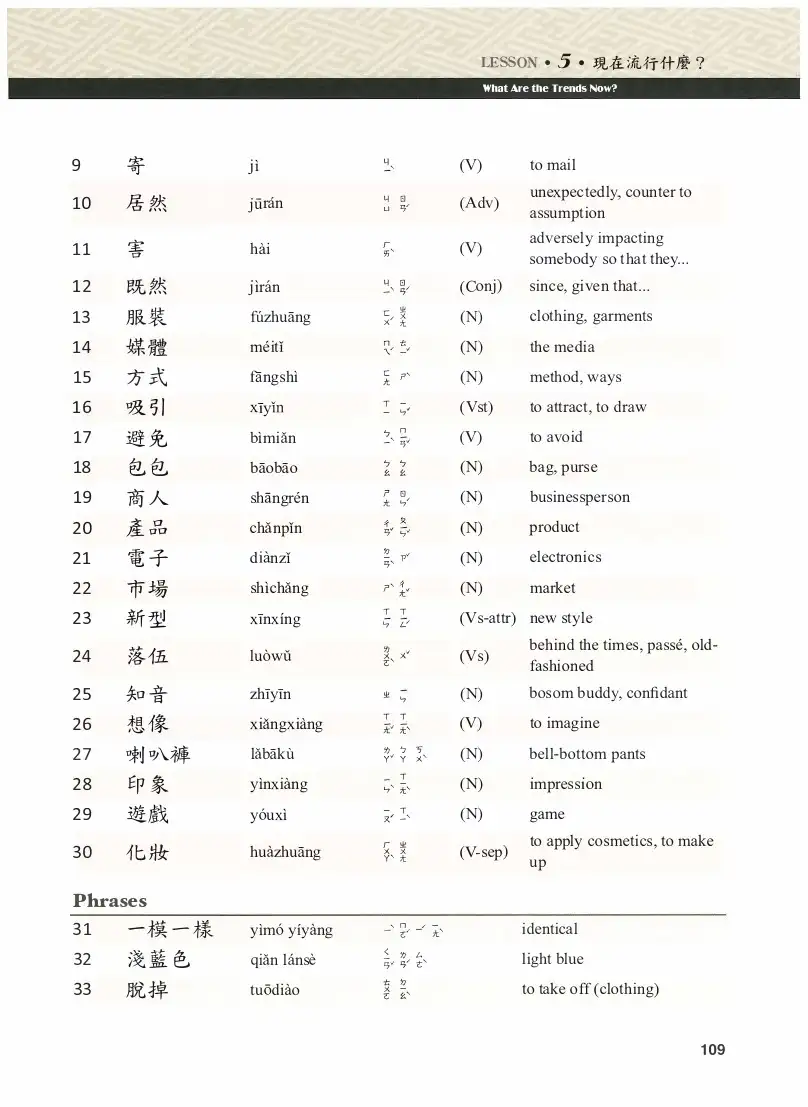 LESSON • 5 • 現在流行什麼？
What Are the Trends Now?
9 寄 jì ㄐㄧˋ (V) to mail
10 居然 jūrán ㄐㄩ ㄖㄢˊ (Adv) unexpectedly, counter to
assumption
11 害 hài ㄏㄞˋ (V) adversely impacting
somebody so that they...
12 既然 jìrán ㄐㄧˋ ㄖㄢˊ (Conj) since, given that...
13 服裝 fúzhuāng ㄈㄨˊ ㄓㄨㄤ (N) clothing, garments
14 媒體 méitǐ ㄇㄟˊ ㄊㄧˇ (N) the media
15 方式 fāngshì ㄈㄤ ㄕˋ (N) method, ways
16 吸引 xīyǐn ㄒㄧ ㄧㄣˇ (Vst) to attract, to draw
17 避免 bìmiǎn ㄅㄧˋ ㄇㄧㄢˇ (V) to avoid
18 包包 bāobāo ㄅㄠ ㄅㄠ (N) bag, purse
19 商人 shāngrén ㄕㄤ ㄖㄣˊ (N) businessperson
20 產品 chǎnpǐn ㄔㄢˇ ㄆㄧㄣˇ (N) product
21 電子 diànzǐ ㄉㄧㄢˋ ㄗˇ (N) electronics
22 市場 shìchǎng ㄕˋ ㄔㄤˇ (N) market
23 新型 xīnxíng ㄒㄧㄣ ㄒㄧㄥˊ (Vs-attr) new style
24 落伍 luòwǔ ㄌㄨㄛˋ ㄨˇ (Vs) behind the times, passé, old-
fashioned
25 知音 zhīyīn ㄓ ㄧㄣ (N) bosom buddy, confidant
26 想像 xiǎngxiàng ㄒㄧㄤˇ ㄒㄧㄤˋ (V) to imagine
27 喇叭褲 lǎbākù ㄌㄚˇ ㄅㄚ ㄎㄨˋ (N) bell-bottom pants
28 印象 yìnxiàng ㄧㄣˋ ㄒㄧㄤˋ (N) impression
29 遊戲 yóuxì ㄧㄡˊ ㄒㄧˋ (N) game
30 化妝 huàzhuāng ㄏㄨㄚˋ ㄓㄨㄤ (V-sep) to apply cosmetics, to make
up
Phrases
31 一模一樣 yìmó yíyàng ㄧˋ ㄇㄛˊ ㄧˊ ㄧㄤˋ identical
32 淺藍色 qiǎn lánsè ㄑㄧㄢˇ ㄌㄢˊ ㄙㄜˋ light blue
33 脫掉 tuōdiào ㄊㄨㄛ ㄉㄧㄠˋ to take off (clothing)
109